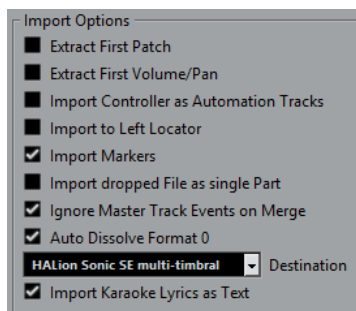 Import Options
Extract First Patch
Extract First Volume/Pan
Import Controller as Automation Tracks
Import to Left Locator
Import Markers
Import dropped File as single Part
Ignore Master Track Events on Merge
Auto Dissolve Format 0
HALion Sonic SE multi-timbral Destination
Import Karaoke Lyrics as Text